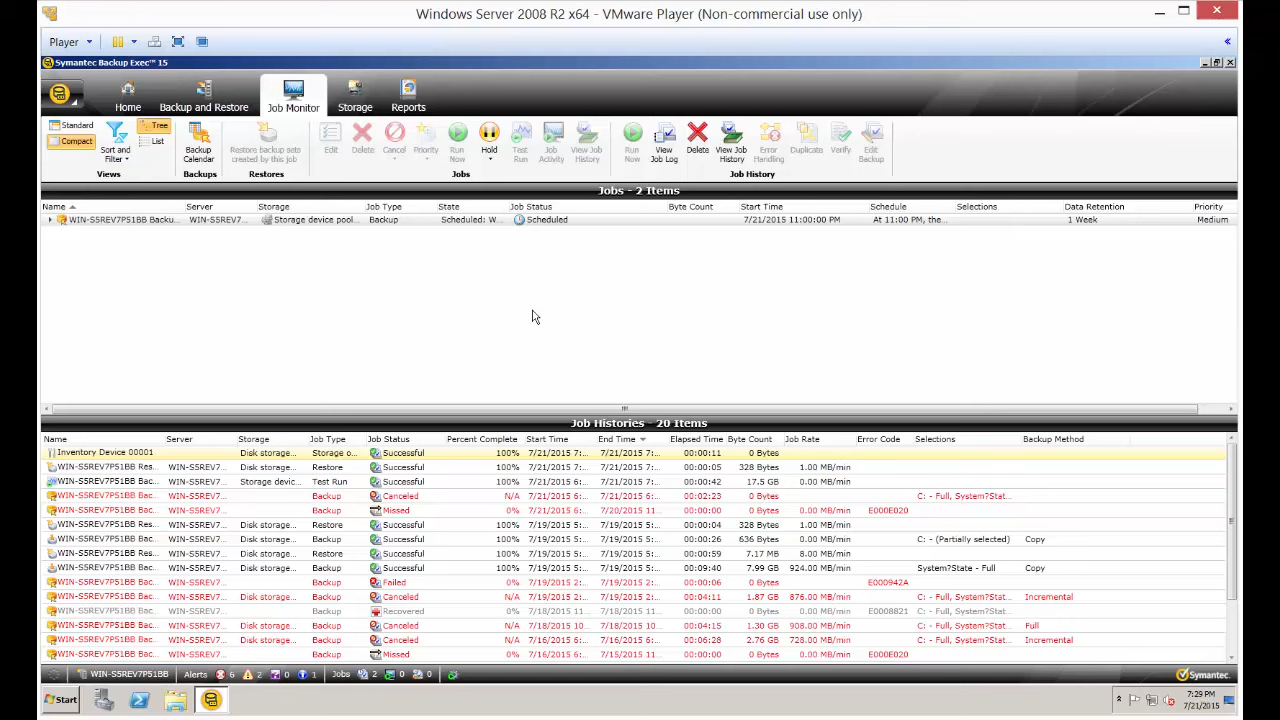 Windows Server 2008 R2 x64 - VMware Player (Non-commercial use only)
Player
Symantec Backup Exec™ 15
Home Backup and Restore Job Monitor Storage Reports
Standard Compact Sort and Filter Tree List Views
Backup Calendar Backups
Restore backup sets created by this job Restores
Edit Delete Cancel Priority Run Now Hold Test Run Job Activity View Job History Jobs
Run Now View Job Log Delete View Job History Error Handling Duplicate Verify Edit Backup Job History
Jobs - 2 Items
Name Server Storage Job Type State Job Status Byte Count Start Time Schedule Selections Data Retention Priority
WIN-S5REV7P51BB Backu... WIN-S5REV7... Storage device pool... Backup Scheduled: W... Scheduled 7/21/2015 11:00:00 PM At 11:00 PM, the... 1 Week Medium
Job Histories - 20 Items
Name Server Storage Job Type Job Status Percent Complete Start Time End Time Elapsed Time Byte Count Job Rate Error Code Selections Backup Method
Inventory Device 00001 Disk storage... Storage o... Successful 100% 7/21/2015 7:... 7/21/2015 7:... 00:00:11 0 Bytes
WIN-S5REV7P51BB Res... WIN-S5REV7... Disk storage... Restore Successful 100% 7/21/2015 7:... 7/21/2015 7:... 00:00:05 328 Bytes 1.00 MB/min
WIN-S5REV7P51BB Bac... WIN-S5REV7... Storage devic... Test Run Successful 100% 7/21/2015 7:... 7/21/2015 7:... 00:00:42 17.5 GB 0.00 MB/min
WIN-S5REV7P51BB Bac... WIN-S5REV7... Backup Canceled N/A 7/21/2015 6:... 7/21/2015 6:... 00:02:23 0 Bytes C: - Full, System?Stat...
WIN-S5REV7P51BB Bac... WIN-S5REV7... Backup Missed 0% 7/21/2015 6:... 7/20/2015 11... 00:00:00 0 Bytes 0.00 MB/min E000E020
WIN-S5REV7P51BB Res... WIN-S5REV7... Disk storage... Restore Successful 100% 7/19/2015 5:... 7/19/2015 5:... 00:00:04 328 Bytes 1.00 MB/min
WIN-S5REV7P51BB Bac... WIN-S5REV7... Disk storage... Backup Successful 100% 7/19/2015 5:... 7/19/2015 5:... 00:00:26 636 Bytes 0.00 MB/min C: - (Partially selected) Copy
WIN-S5REV7P51BB Res... WIN-S5REV7... Disk storage... Restore Successful 100% 7/19/2015 5:... 7/19/2015 5:... 00:00:59 7.17 MB 8.00 MB/min
WIN-S5REV7P51BB Bac... WIN-S5REV7... Disk storage... Backup Successful 100% 7/19/2015 5:... 7/19/2015 5:... 00:09:40 7.99 GB 924.00 MB/min System?State - Full Copy
WIN-S5REV7P51BB Bac... WIN-S5REV7... Backup Failed 0% 7/19/2015 2:... 7/19/2015 2:... 00:00:06 0 Bytes 0.00 MB/min E000942A
WIN-S5REV7P51BB Bac... WIN-S5REV7... Disk storage... Backup Canceled N/A 7/19/2015 2:... 7/19/2015 2:... 00:04:11 1.87 GB 876.00 MB/min C: - Full, System?Stat... Incremental
WIN-S5REV7P51BB Bac... WIN-S5REV7... Backup Recovered 0% 7/18/2015 11... 7/18/2015 11... 00:00:00 0 Bytes 0.00 MB/min E0008821
WIN-S5REV7P51BB Bac... WIN-S5REV7... Disk storage... Backup Canceled N/A 7/18/2015 10... 7/18/2015 10... 00:04:15 1.30 GB 908.00 MB/min C: - Full, System?Stat... Full
WIN-S5REV7P51BB Bac... WIN-S5REV7... Disk storage... Backup Canceled N/A 7/16/2015 6:... 7/16/2015 6:... 00:06:28 2.76 GB 728.00 MB/min C: - Full, System?Stat... Incremental
WIN-S5REV7P51BB Bac... WIN-S5REV7... Backup Missed 0% 7/16/2015 6:... 7/15/2015 11... 00:00:00 0 Bytes 0.00 MB/min E000E020
WIN-S5REV7P51BB Alerts 6 2 0 1 Jobs 2 0 0 Symantec.
Start 7:29 PM
7/21/2015